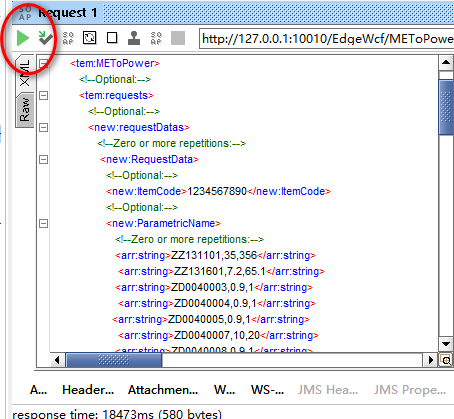 SO AP Request 1
SO AP
SO AP
http://127.0.0.1:10010/EdgeWcf/METoPowe
XML
Raw
<tem:METoPower>
<!--Optional:-->
<tem:requests>
<!--Optional:-->
<new:requestDatas>
<!--Zero or more repetitions:-->
<new:RequestData>
<!--Optional:-->
<new:ItemCode>1234567890</new:ItemCode>
<!--Optional:-->
<new:ParametricName>
<!--Zero or more repetitions:-->
<arr:string>ZZ131101,35,356</arr:string>
<arr:string>ZZ131601,7.2,65.1</arr:string>
<arr:string>ZD0040003,0.9,1</arr:string>
<arr:string>ZD0040004,0.9,1</arr:string>
<arr:string>ZD0040005,0.9,1</arr:string>
<arr:string>ZD0040007,10,20</arr:string>
<arr:string>ZD0040008,0.9,1</arr:string>
A... Header... Attachmen... W... WS-... JMS Hea... JMS Prope...
response time: 18473ms (580 bytes)